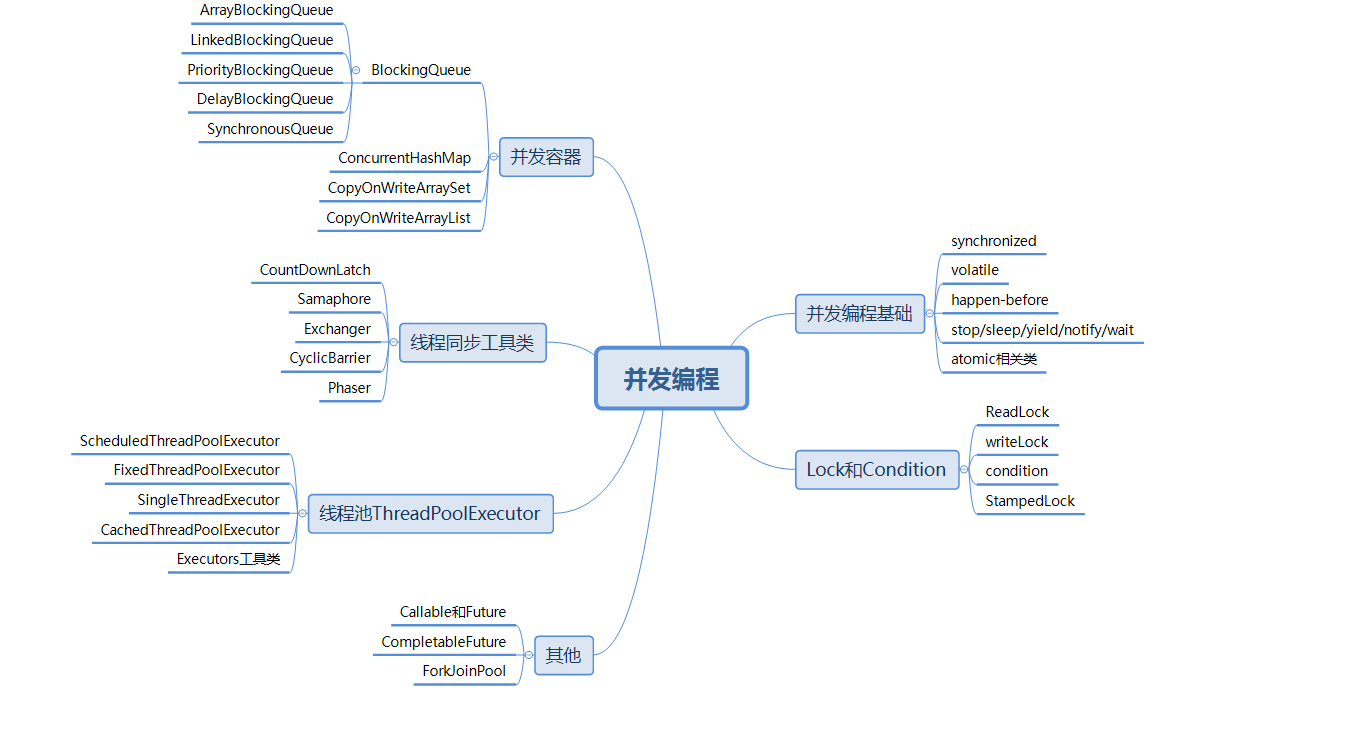 并发编程
并发编程基础
synchronized
volatile
happen-before
stop/sleep/yield/notify/wait
atomic相关类
Lock和Condition
ReadLock
writeLock
condition
StampedLock
并发容器
BlockingQueue
ArrayBlockingQueue
LinkedBlockingQueue
PriorityBlockingQueue
DelayBlockingQueue
SynchronousQueue
ConcurrentHashMap
CopyOnWriteArraySet
CopyOnWriteArrayList
线程同步工具类
CountDownLatch
Samaphore
Exchanger
CyclicBarrier
Phaser
线程池ThreadPoolExecutor
ScheduledThreadPoolExecutor
FixedThreadPoolExecutor
SingleThreadExecutor
CachedThreadPoolExecutor
Executors工具类
其他
Callable和Future
CompletableFuture
ForkJoinPool